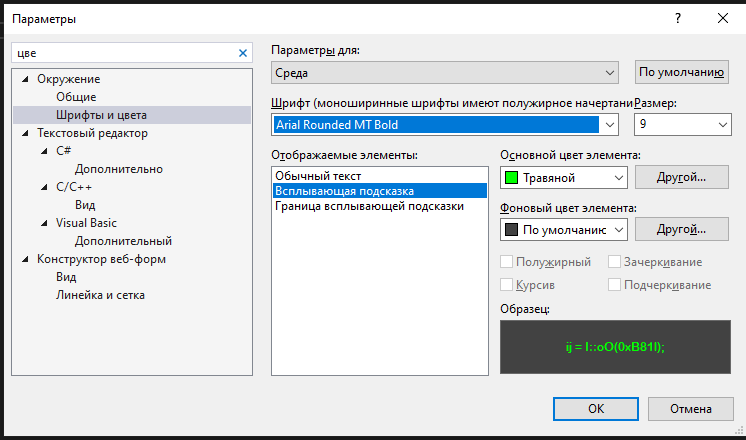 Параметры
? ×
цве ×
Окружение
Общие
Шрифты и цвета
Текстовый редактор
C#
Дополнительно
C/C++
Вид
Visual Basic
Дополнительный
Конструктор веб-форм
Вид
Линейка и сетка
Параметры для:
Среда
По умолчанию
Шрифт (моноширинные шрифты имеют полужирное начертани
Размер:
Arial Rounded MT Bold
9
Отображаемые элементы:
Обычный текст
Всплывающая подсказка
Граница всплывающей подсказки
Основной цвет элемента:
Травяной
Другой...
Фоновый цвет элемента:
По умолчанию
Другой...
Полужирный
Зачеркивание
Курсив
Подчеркивание
Образец:
ij = I::oO(0xB81l);
ОК
Отмена